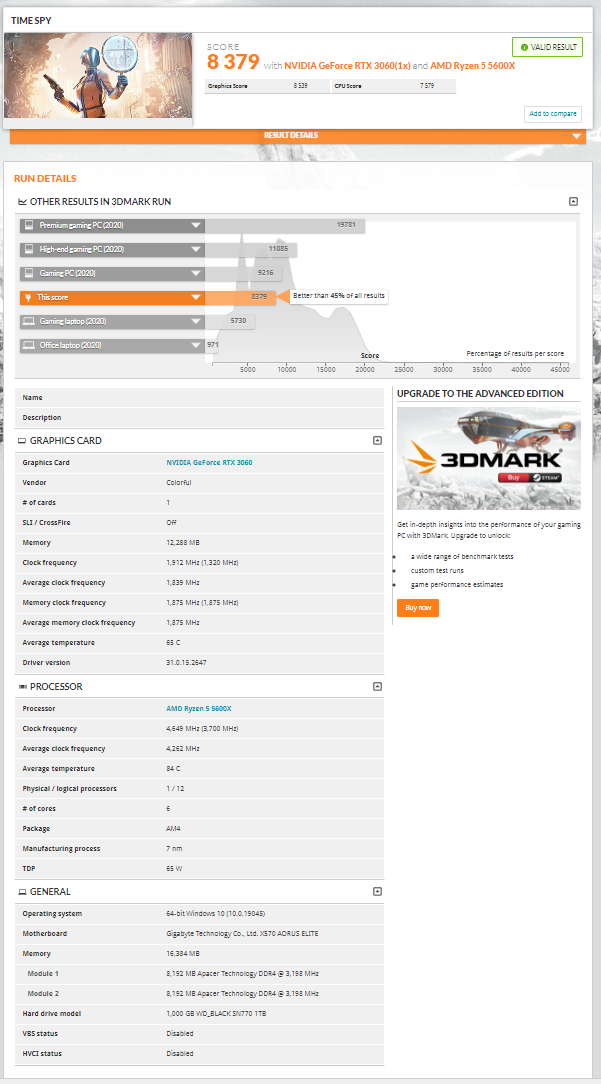 TIME SPY
SCORE
8 379 with NVIDIA GeForce RTX 3060(1x) and AMD Ryzen 5 5600X
VALID RESULT
Graphics Score 8 539 CPU Score 7 579
Add to compare
RESULT DETAILS
RUN DETAILS
OTHER RESULTS IN 3DMARK RUN
Premium gaming PC (2020) 19781
High-end gaming PC (2020) 11085
Gaming PC (2020) 9216
This score 8379 Better than 45% of all results
Gaming laptop (2020) 5730
Office laptop (2020) 971
Score Percentage of results per score
5000 10000 15000 20000 25000 30000 35000 40000 45000
Name
Description
GRAPHICS CARD
Graphics Card NVIDIA GeForce RTX 3060
Vendor Colorful
# of cards 1
SLI / CrossFire Off
Memory 12,288 MB
Clock frequency 1,912 MHz (1,320 MHz)
Average clock frequency 1,839 MHz
Memory clock frequency 1,875 MHz (1,875 MHz)
Average memory clock frequency 1,875 MHz
Average temperature 65 C
Driver version 31.0.15.2647
PROCESSOR
Processor AMD Ryzen 5 5600X
Clock frequency 4,649 MHz (3,700 MHz)
Average clock frequency 4,262 MHz
Average temperature 84 C
Physical / logical processors 1 / 12
# of cores 6
Package AM4
Manufacturing process 7 nm
TDP 65 W
GENERAL
Operating system 64-bit Windows 10 (10.0.19045)
Motherboard Gigabyte Technology Co., Ltd. X570 AORUS ELITE
Memory 16,384 MB
Module 1 8,192 MB Apacer Technology DDR4 @ 3,198 MHz
Module 2 8,192 MB Apacer Technology DDR4 @ 3,198 MHz
Hard drive model 1,000 GB WD_BLACK SN770 1TB
VBS status Disabled
HVCI status Disabled
UPGRADE TO THE ADVANCED EDITION
3DMARK
Buy STEAM
Get in-depth insights into the performance of your gaming
PC with 3DMark. Upgrade to unlock:
a wide range of benchmark tests
custom test runs
game performance estimates
Buy now